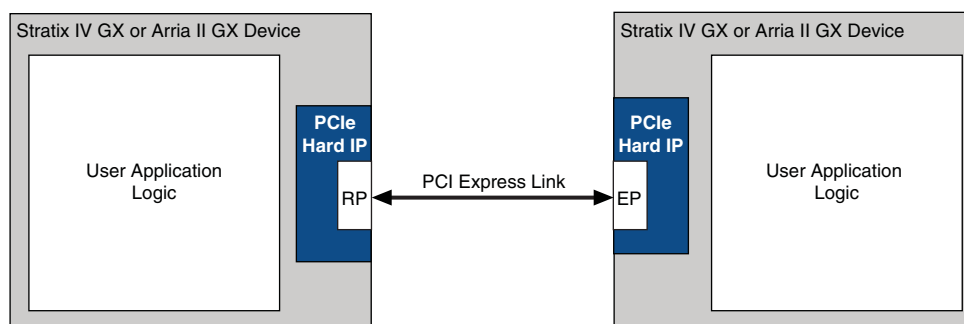 Stratix IV GX or Arria II GX Device
Stratix IV GX or Arria II GX Device
User Application
Logic
PCIe
Hard IP
RP
PCI Express Link
PCIe
Hard IP
EP
User Application
Logic